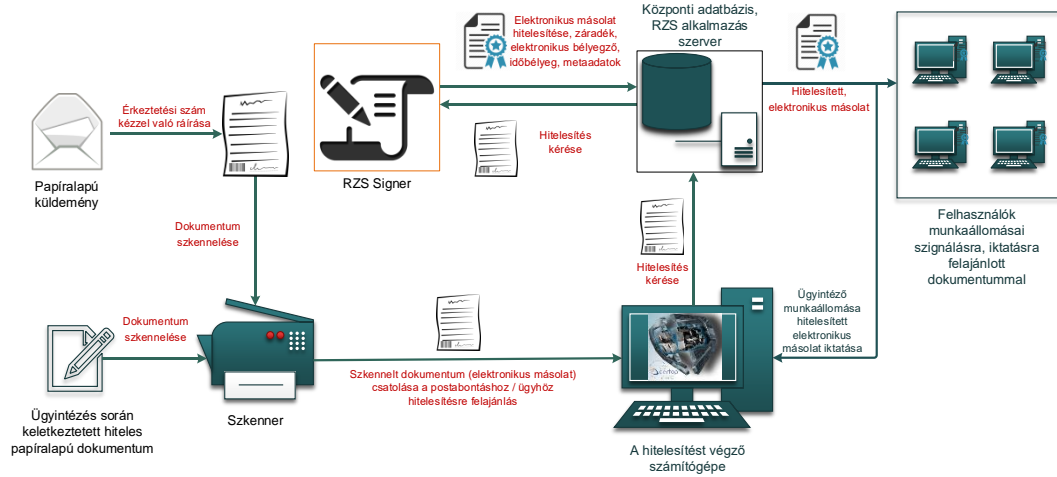 Elektronikus másolat
hitelesítése, záradék,
elektronikus bélyegző,
időbélyeg, metaadatok
Központi adatbázis,
RZS alkalmazás
szerver
Érkeztetési szám
kézzel való ráírása
Hitelesített,
elektronikus másolat
Hitelesítés
kérése
Papíralapú
küldemény
RZS Signer
Dokumentum
szkennelése
Hitelesítés
kérése
Felhasználók
munkaállomásai
szignálásra, iktatásra
felajánlott
dokumentummal
Dokumentum
szkennelése
Ügyintéző
munkaállomása
hitelesített
elektronikus
másolat iktatása
Szkennelt dokumentum (elektronikus másolat)
csatolása a postabontáshoz / ügyhöz
hitelesítésre felajánlás
Ügyintézés során
keletkeztetett hiteles
papíralapú dokumentum
Szkenner
A hitelesítést végző
számítógépe